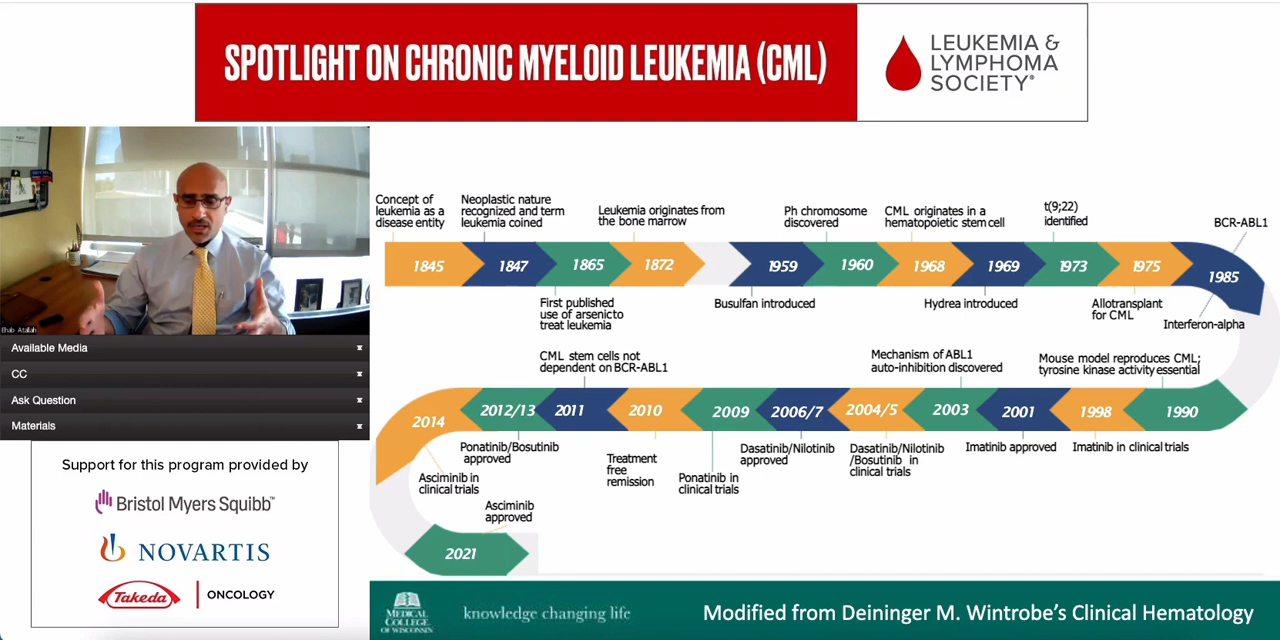 SPOTLIGHT ON CHRONIC MYELOID LEUKEMIA (CML)
LEUKEMIA &
LYMPHOMA
SOCIETY®
Ehab Atallah
Available Media
CC
Ask Question
Materials
Support for this program provided by
Bristol Myers Squibb™
NOVARTIS
Takeda
ONCOLOGY
Concept of
leukemia as a
disease entity
Neoplastic nature
recognized and term
leukemia coined
Leukemia originates from
the bone marrow
Ph chromosome
discovered
CML originates in a
hematopoietic stem cell
t(9;22)
identified
BCR-ABL1
1845
1847
1865
1872
1959
1960
1968
1969
1973
1975
1985
First published
use of arsenic to
treat leukemia
Busulfan introduced
Hydrea introduced
Allotransplant
for CML
Interferon-alpha
CML stem cells not
dependent on BCR-ABL1
Mechanism of ABL1
auto-inhibition discovered
Mouse model reproduces CML;
tyrosine kinase activity essential
2014
2012/13
2011
2010
2009
2006/7
2004/5
2003
2001
1998
1990
Ponatinib/Bosutinib
approved
Asciminib in
clinical trials
Treatment
free
remission
Ponatinib in
clinical trials
Dasatinib/Nilotinib
approved
Dasatinib/Nilotinib
/Bosutinib in
clinical trials
Imatinib approved
Imatinib in clinical trials
Asciminib
approved
2021
MEDICAL
COLLEGE
OF WISCONSIN
knowledge changing life
Modified from Deininger M. Wintrobe's Clinical Hematology